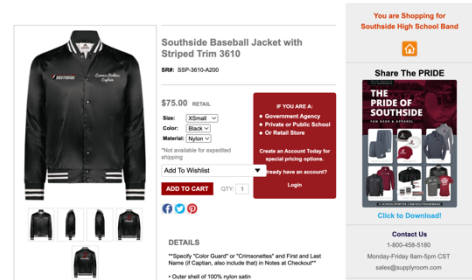 You are Shopping for
Southside High School Band
Southside Baseball Jacket with
Striped Trim 3610
SR#: SSP-3610-A200
$75.00 RETAIL
Size: XSmall
Color: Black
Material: Nylon
*Not available for expedited
shipping
Add To Wishlist
ADD TO CART QTY: 1
IF YOU ARE A:
• Government Agency
• Private or Public School
• Or Retail Store
Create an Account Today for
special pricing options.
lready have an account?
Login
DETAILS
**Specify "Color Guard" or "Crimsonettes" and First and Last
Name (if Captain, also include that) in Notes at Checkout**
• Outer shell of 100% nylon satin
SOUTHSIDE
Captain
Share The PRIDE
THE
PRIDE OF
SOUTHSIDE
Click to Download!
Contact Us
1-800-458-5180
Monday-Friday 8am-5pm CST
sales@supplyroom.com